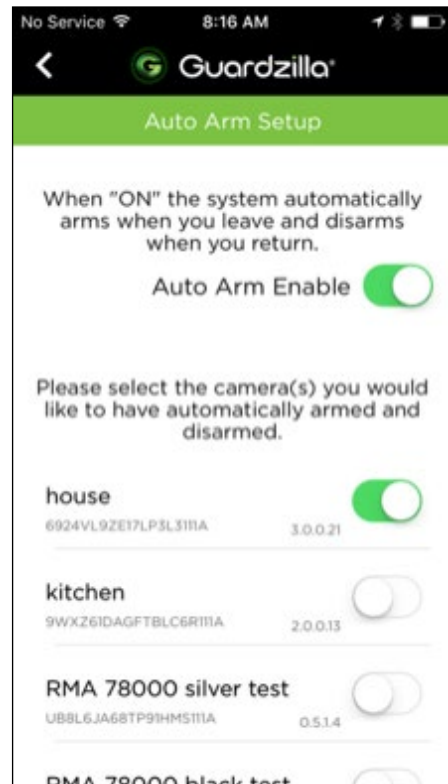 No Service 8:16 AM
Guardzilla
Auto Arm Setup
When "ON" the system automatically
arms when you leave and disarms
when you return.
Auto Arm Enable
Please select the camera(s) you would
like to have automatically armed and
disarmed.
house
6924VL9ZE17LP3L3111A 3.0.0.21
kitchen
9WXZ61DAGFTBLC6R111A 2.0.0.13
RMA 78000 silver test
UB8L6JA68TP91HMS111A 0.5.1.4
RMA 78000 black test